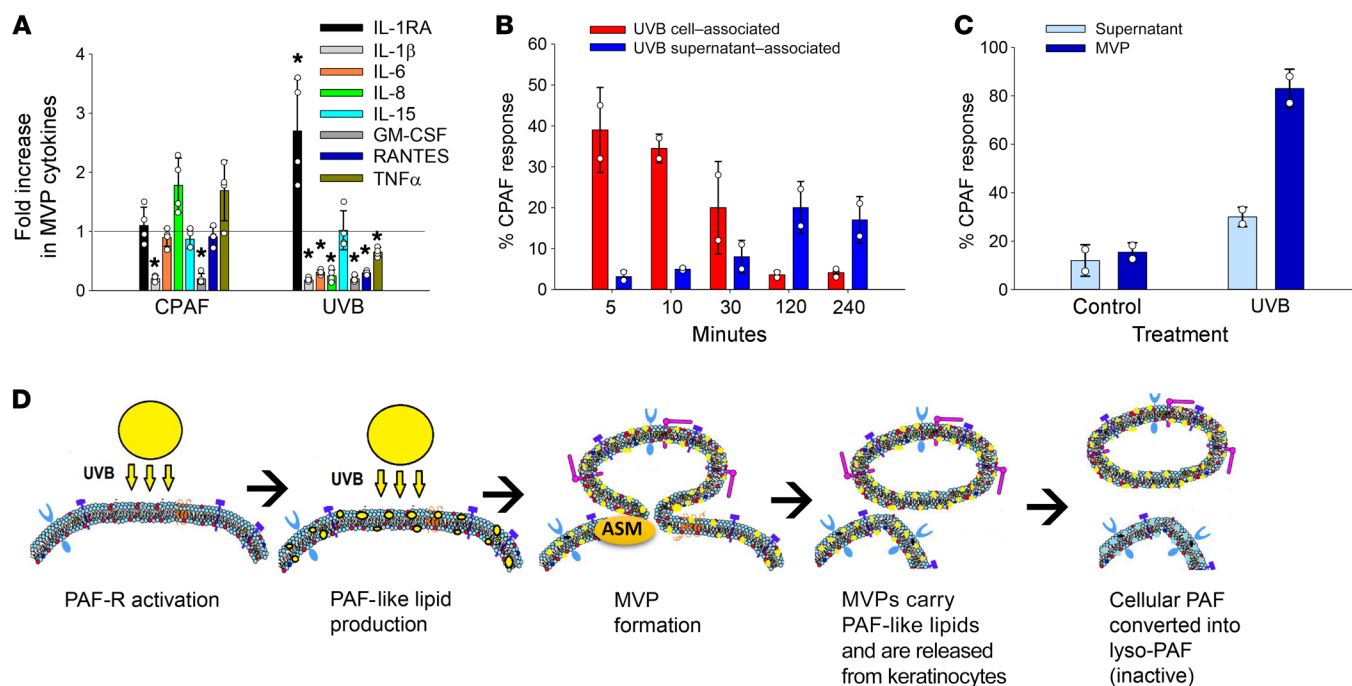 A
Fold increase
in MVP cytokines
4
3
2
1
0
*
*
*
*
*
*
*
*
*
IL-1RA
IL-1β
IL-6
IL-8
IL-15
GM-CSF
RANTES
TNFα
CPAF
UVB
B
UVB cell–associated
UVB supernatant–associated
% CPAF response
60
50
40
30
20
10
0
5
10
30
120
240
Minutes
C
Supernatant
MVP
% CPAF response
100
80
60
40
20
0
Control
UVB
Treatment
D
UVB
PAF-R activation
UVB
PAF-like lipid
production
ASM
MVP
formation
MVPs carry
PAF-like lipids
and are released
from keratinocytes
Cellular PAF
converted into
lyso-PAF
(inactive)